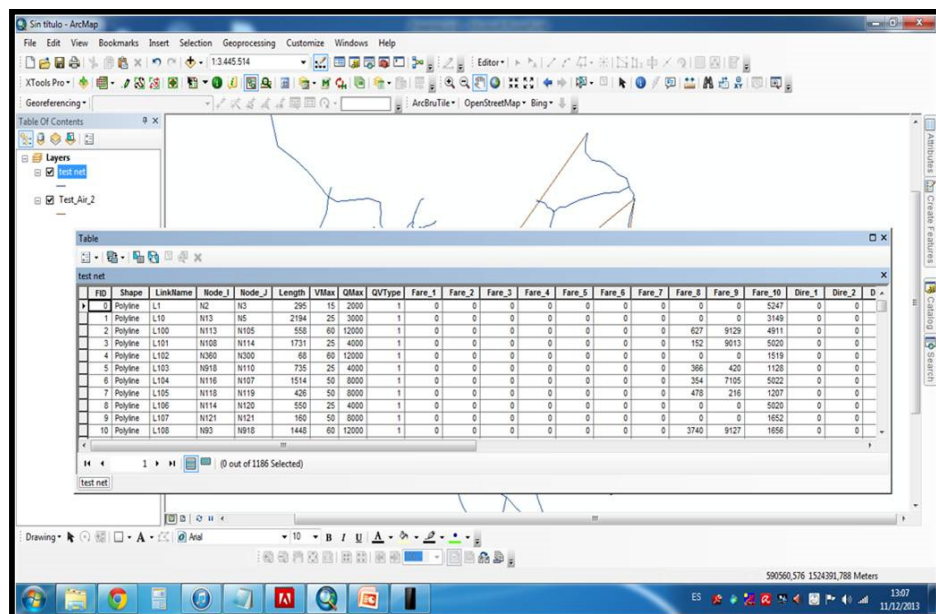 Sin título - ArcMap
File Edit View Bookmarks Insert Selection Geoprocessing Customize Windows Help
1:3.445.514 Editor
XTools Pro
Georeferencing ArcBruTile OpenStreetMap Bing
Table Of Contents
Layers
test net
Test_Air_2
Attributes
Create Features
Catalog
Search
Table
test net
FID Shape LinkName Node_I Node_J Length VMax QMax QVType Fare_1 Fare_2 Fare_3 Fare_4 Fare_5 Fare_6 Fare_7 Fare_8 Fare_9 Fare_10 Dire_1 Dire_2 D
0 Polyline L1 N2 N3 295 15 2000 1 0 0 0 0 0 0 0 0 0 5247 0 0
1 Polyline L10 N13 N5 2194 25 3000 1 0 0 0 0 0 0 0 0 0 3149 0 0
2 Polyline L100 N113 N105 558 60 12000 1 0 0 0 0 0 0 0 627 9129 4911 0 0
3 Polyline L101 N108 N114 1731 25 4000 1 0 0 0 0 0 0 0 152 9013 5020 0 0
4 Polyline L102 N360 N300 68 60 12000 1 0 0 0 0 0 0 0 0 0 1519 0 0
5 Polyline L103 N918 N110 735 25 4000 1 0 0 0 0 0 0 0 366 420 1128 0 0
6 Polyline L104 N116 N107 1514 50 8000 1 0 0 0 0 0 0 0 354 7105 5022 0 0
7 Polyline L105 N118 N119 426 50 8000 1 0 0 0 0 0 0 0 478 216 1207 0 0
8 Polyline L106 N114 N120 550 25 4000 1 0 0 0 0 0 0 0 0 0 5020 0 0
9 Polyline L107 N121 N121 160 50 8000 1 0 0 0 0 0 0 0 0 0 1652 0 0
10 Polyline L108 N93 N918 1448 60 12000 1 0 0 0 0 0 0 0 3740 9127 1656 0 0
1 (0 out of 1186 Selected)
test net
Drawing A Arial 10 B I U A
590560,576 1524391,788 Meters
ES 13:07
11/12/2013